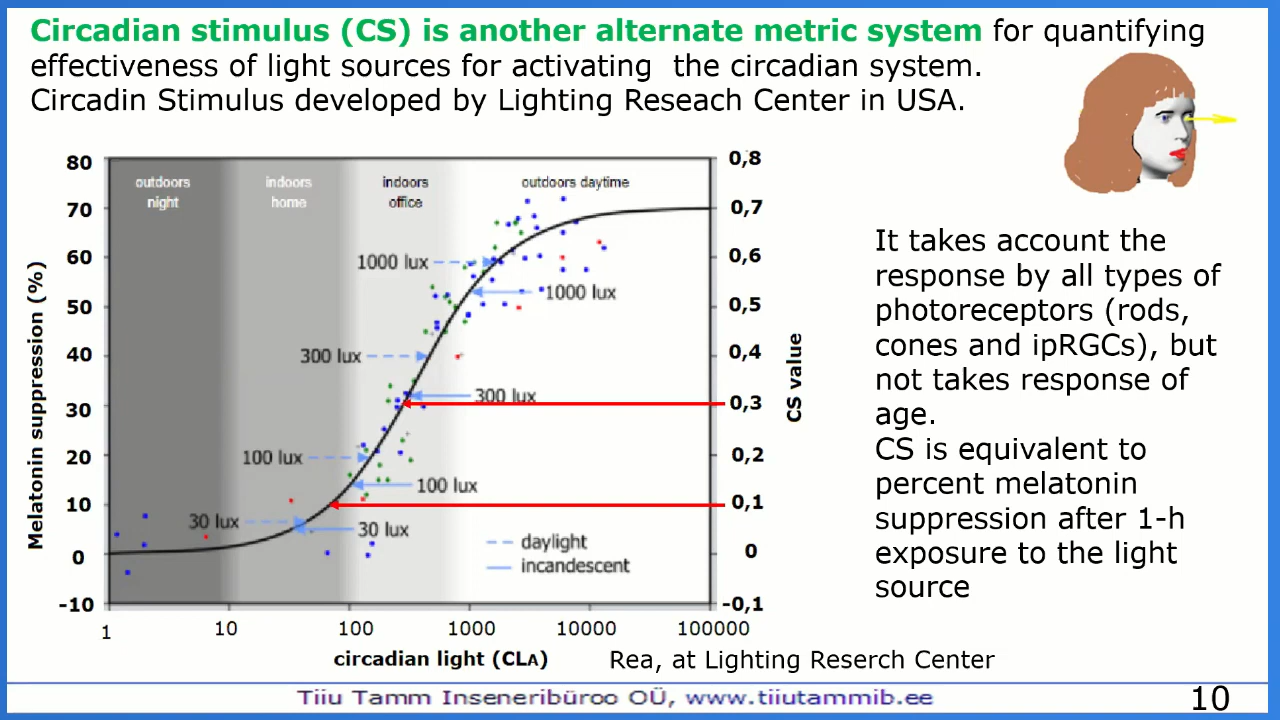 Circadian stimulus (CS) is another alternate metric system for quantifying
effectiveness of light sources for activating the circadian system.
Circadin Stimulus developed by Lighting Reseach Center in USA.
80
70
60
50
40
30
20
10
0
-10
Melatonin suppression (%)
outdoors
night
indoors
home
indoors
office
outdoors daytime
1000 lux
1000 lux
300 lux
300 lux
100 lux
100 lux
30 lux
30 lux
daylight
incandescent
0,8
0,7
0,6
0,5
0,4
0,3
0,2
0,1
0
-0,1
CS value
1
10
100
1000
10000
100000
circadian light (CLA)
Rea, at Lighting Reserch Center
It takes account the
response by all types of
photoreceptors (rods,
cones and ipRGCs), but
not takes response of
age.
CS is equivalent to
percent melatonin
suppression after 1-h
exposure to the light
source
Tiiu Tamm Inseneribüroo OÜ, www.tiiutammib.ee
10